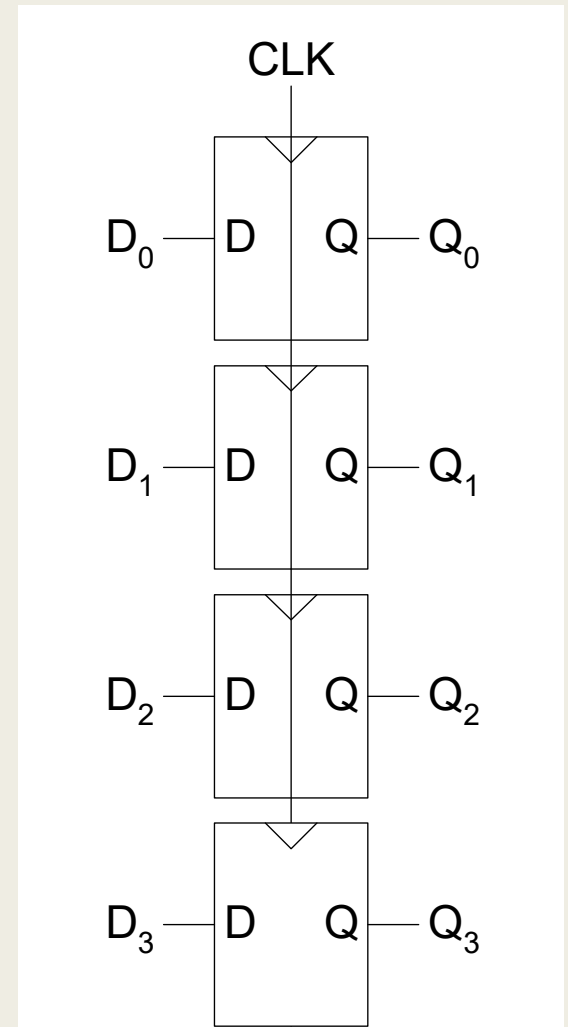 CLK
D₀ D Q Q₀
D₁ D Q Q₁
D₂ D Q Q₂
D₃ D Q Q₃